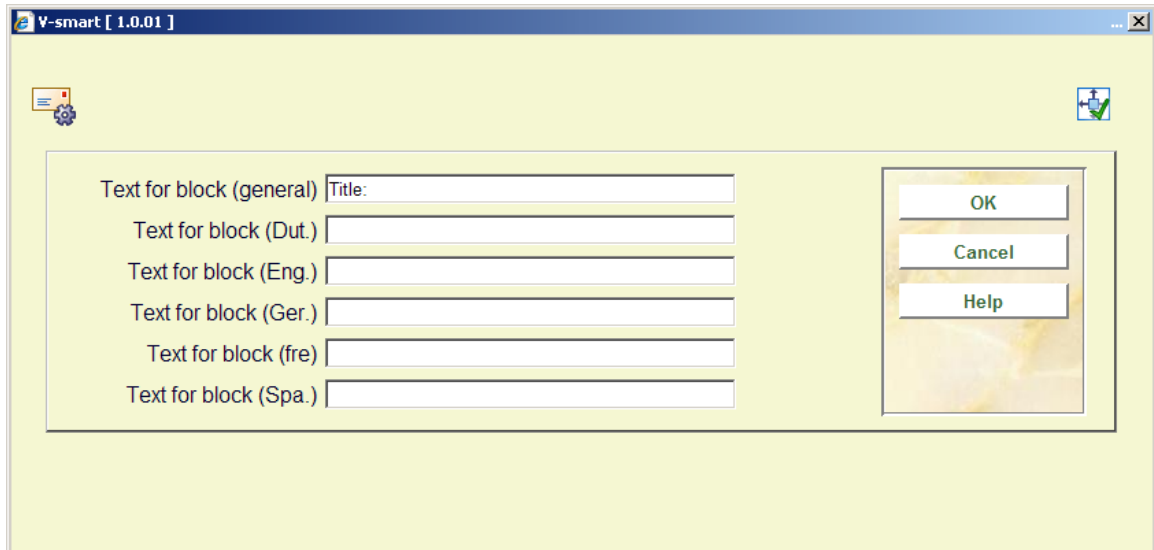 V-smart [ 1.0.01 ]
...
Text for block (general) Title:
Text for block (Dut.)
Text for block (Eng.)
Text for block (Ger.)
Text for block (fre)
Text for block (Spa.)
OK
Cancel
Help